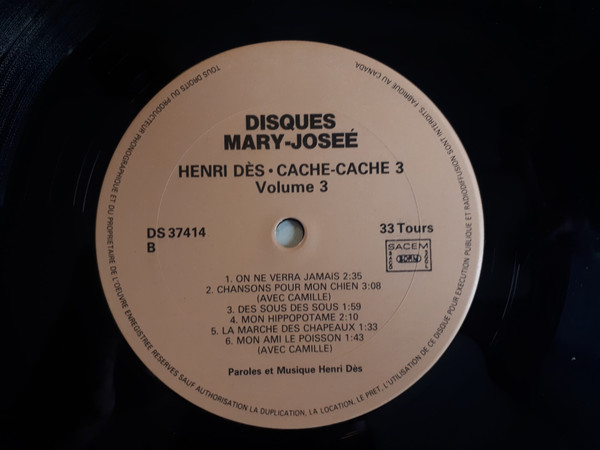 DISQUES
MARY-JOSEÉ
HENRI DÈS • CACHE-CACHE 3
Volume 3
DS 37414
B
33 Tours
SACEM
1. ON NE VERRA JAMAIS 2:35
2. CHANSONS POUR MON CHIEN 3:08
(AVEC CAMILLE)
3. DES SOUS DES SOUS 1:59
4. MON HIPPOPOTAME 2:10
5. LA MARCHE DES CHAPEAUX 1:33
6. MON AMI LE POISSON 1:43
(AVEC CAMILLE)
Paroles et Musique Henri Dès
TOUS DROITS DU PRODUCTEUR PHONOGRAPHIQUE ET DU PROPRIETAIRE DE L'OEUVRE ENREGISTREE RESERVES SAUF AUTORISATION LA DUPLICATION, LA LOCATION, LE PRET, L'UTILISATION DE CE DISQUE POUR EXECUTION PUBLIQUE ET RADIODIFFUSION SONT INTERDITS FABRIQUE AU CANADA